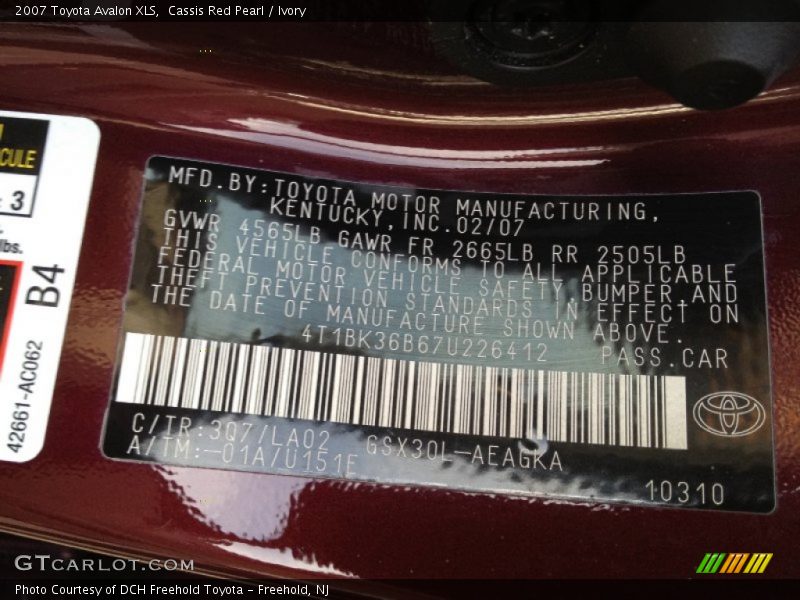 2007 Toyota Avalon XLS,  Cassis Red Pearl / Ivory
CULE
3
lbs.
B4
42661-AC062
MFD.BY:TOYOTA MOTOR MANUFACTURING,
KENTUCKY,INC.02/07
GVWR 4565LB GAWR FR 2665LB RR 2505LB
THIS VEHICLE CONFORMS TO ALL APPLICABLE
FEDERAL MOTOR VEHICLE SAFETY,BUMPER,AND
THEFT PREVENTION STANDARDS IN EFFECT ON
THE DATE OF MANUFACTURE SHOWN ABOVE.
4T1BK36B67U226412 PASS.CAR
C/TR:3Q7/LA02 GSX30L-AEAGKA
A/TM:-01A/U151E
10310
GTcarlot.com
Photo Courtesy of DCH Freehold Toyota - Freehold, NJ